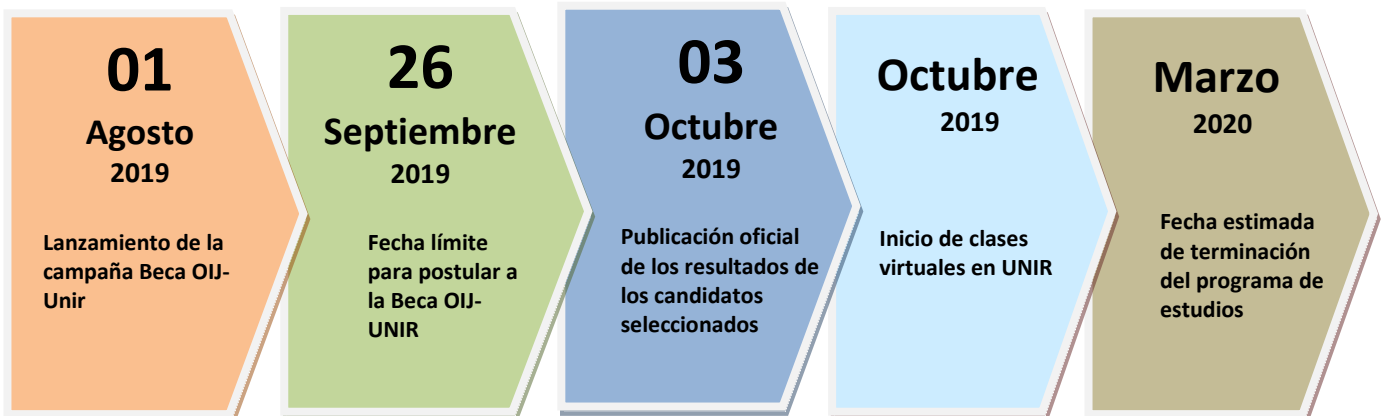 01
Agosto
2019
Lanzamiento de la
campaña Beca OIJ-
Unir
26
Septiembre
2019
Fecha límite
para postular a
la Beca OIJ-
UNIR
03
Octubre
2019
Publicación oficial
de los resultados de
los candidatos
seleccionados
Octubre
2019
Inicio de clases
virtuales en UNIR
Marzo
2020
Fecha estimada
de terminación
del programa de
estudios